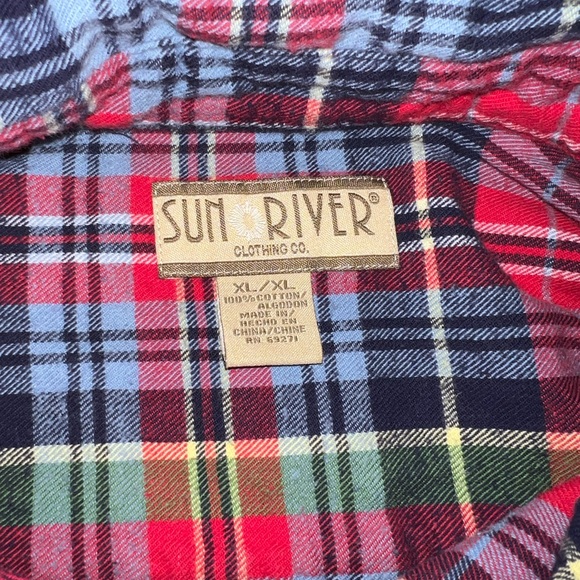 SUN RIVER®
CLOTHING CO.
XL/XL
100% COTTON/
ALGODON
MADE IN/
HECHO EN
CHINA/CHINE
RN 69271